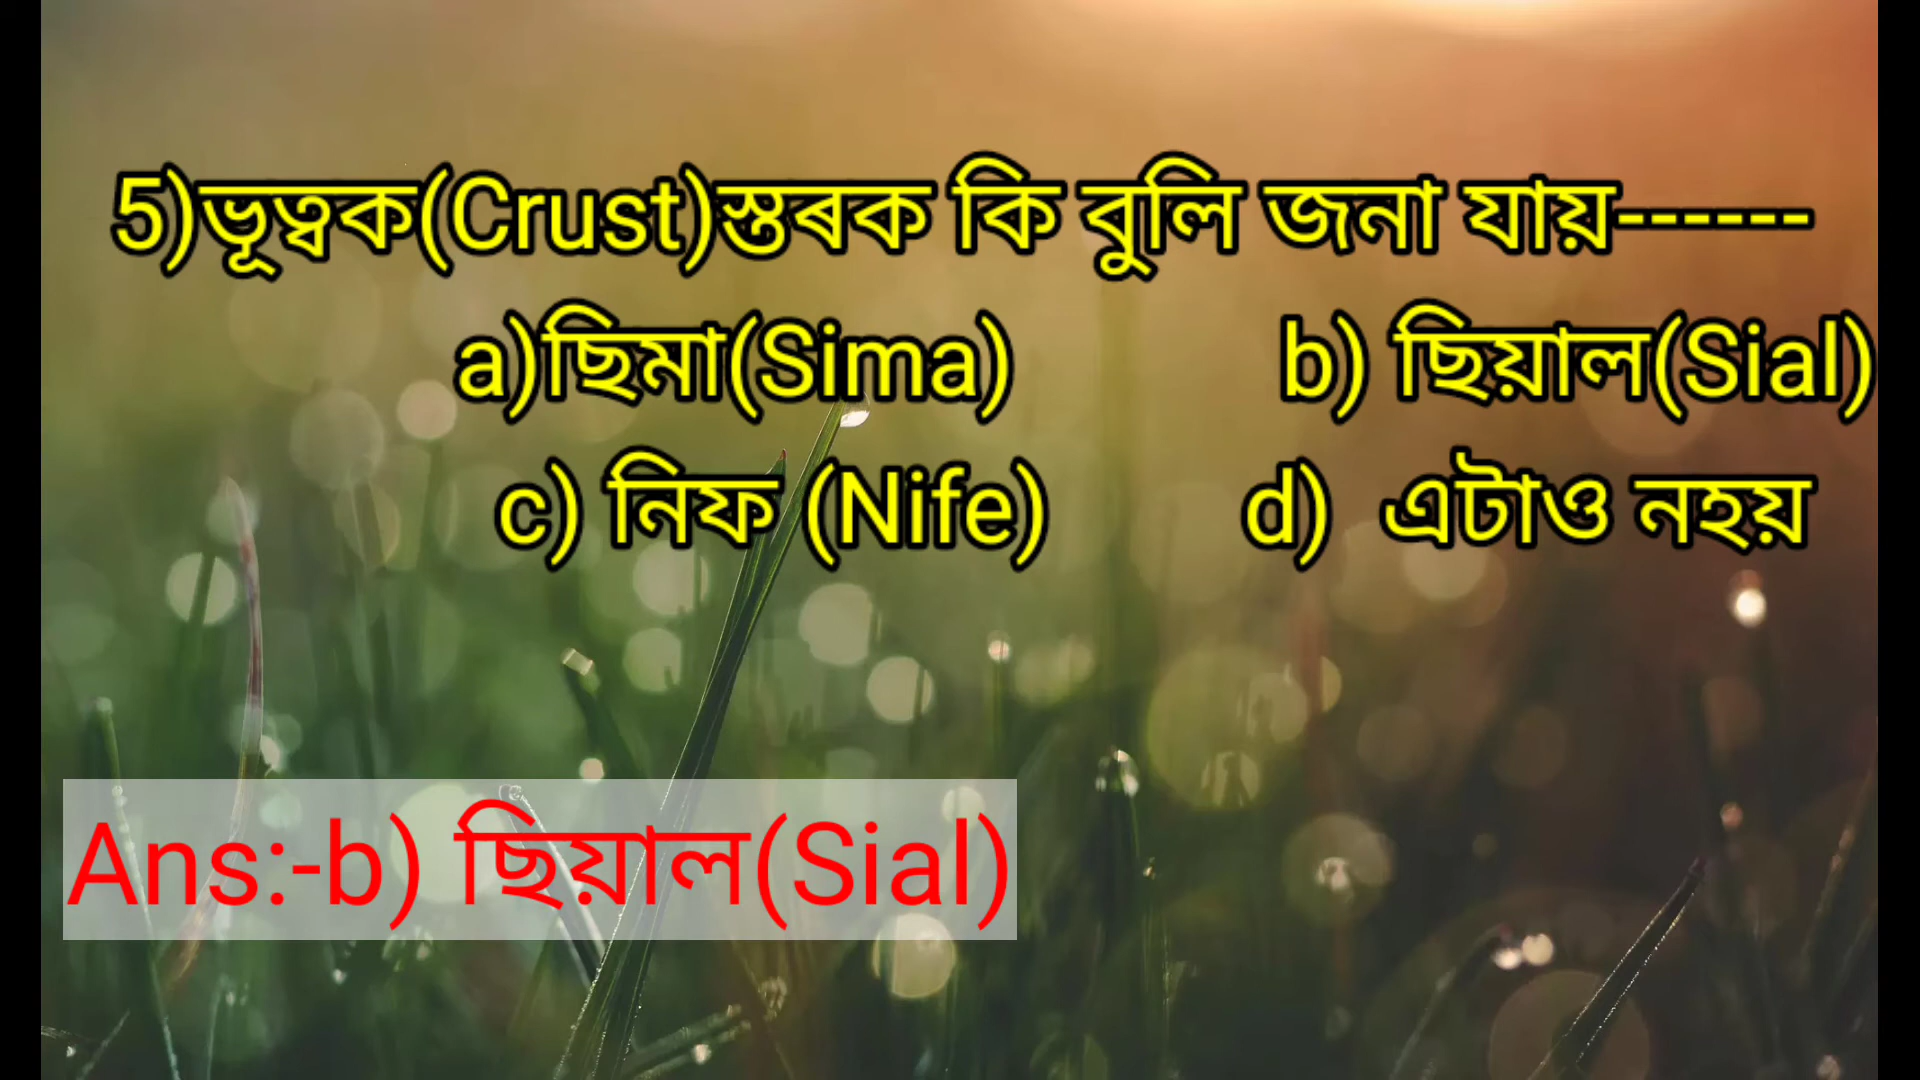 5)ভূত্বক(Crust)স্তৰক কি বুলি জনা যায়------
a)ছিমা(Sima) b) ছিয়াল(Sial)
c) নিফ (Nife) d) এটাও নহয়
Ans:-b) ছিয়াল(Sial)